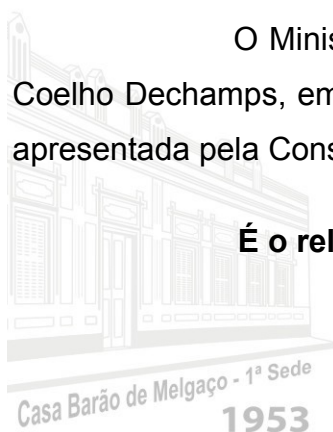 O Minis
Coelho Dechamps, em
apresentada pela Cons
É o rel
Casa Barão de Melgaço - 1ª Sede
1953